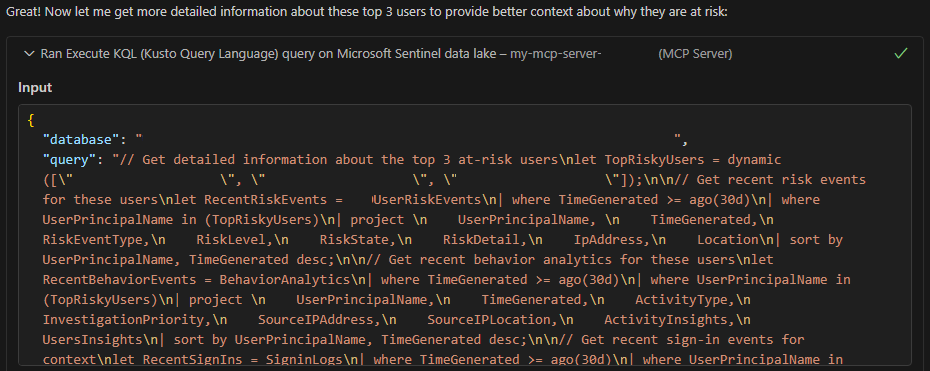 Great! Now let me get more detailed information about these top 3 users to provide better context about why they are at risk:
Ran Execute KQL (Kusto Query Language) query on Microsoft Sentinel data lake – my-mcp-server- (MCP Server)
Input
{
"database": " ",
"query": "// Get detailed information about the top 3 at-risk users\nlet TopRiskyUsers = dynamic
([\" \", \" \", \" \"]);\n\n// Get recent risk events
for these users\nlet RecentRiskEvents = UserRiskEvents\n| where TimeGenerated >= ago(30d)\n| where
UserPrincipalName in (TopRiskyUsers)\n| project \n    UserPrincipalName, \n    TimeGenerated,\n
RiskEventType,\n    RiskLevel,\n    RiskState,\n    RiskDetail,\n    IpAddress,\n    Location\n| sort by
UserPrincipalName, TimeGenerated desc;\n\n// Get recent behavior analytics for these users\nlet
RecentBehaviorEvents = BehaviorAnalytics\n| where TimeGenerated >= ago(30d)\n| where UserPrincipalName in
(TopRiskyUsers)\n| project \n    UserPrincipalName,\n    TimeGenerated,\n    ActivityType,\n
InvestigationPriority,\n    SourceIPAddress,\n    SourceIPLocation,\n    ActivityInsights,\n
UsersInsights\n| sort by UserPrincipalName, TimeGenerated desc;\n\n// Get recent sign-in events for
context\nlet RecentSignIns = SigninLogs\n| where TimeGenerated >= ago(30d)\n| where UserPrincipalName in